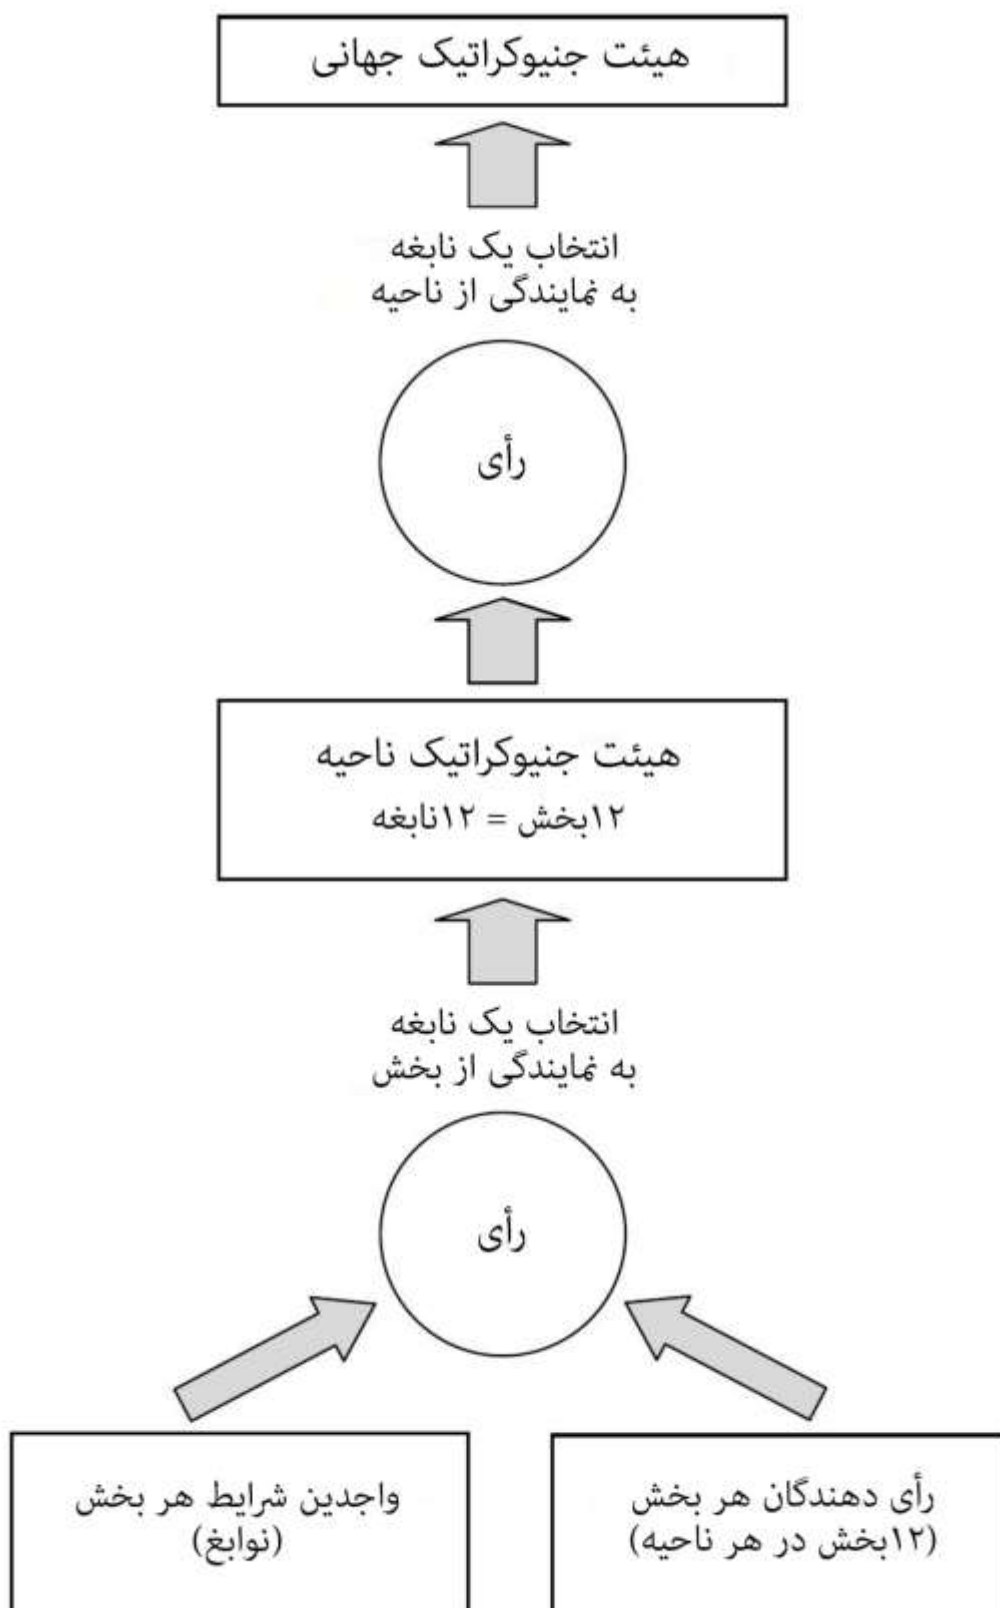 هیئت جنیوکراتیک جهانی
انتخاب یک نابغه
به نمایندگی از ناحیه
رأی
هیئت جنیوکراتیک ناحیه
۱۲بخش = ۱۲نابغه
انتخاب یک نابغه
به نمایندگی از بخش
رأی
رأی دهندگان هر بخش
(۱۲بخش در هر ناحیه)
واجدین شرایط هر بخش
(نوابغ)